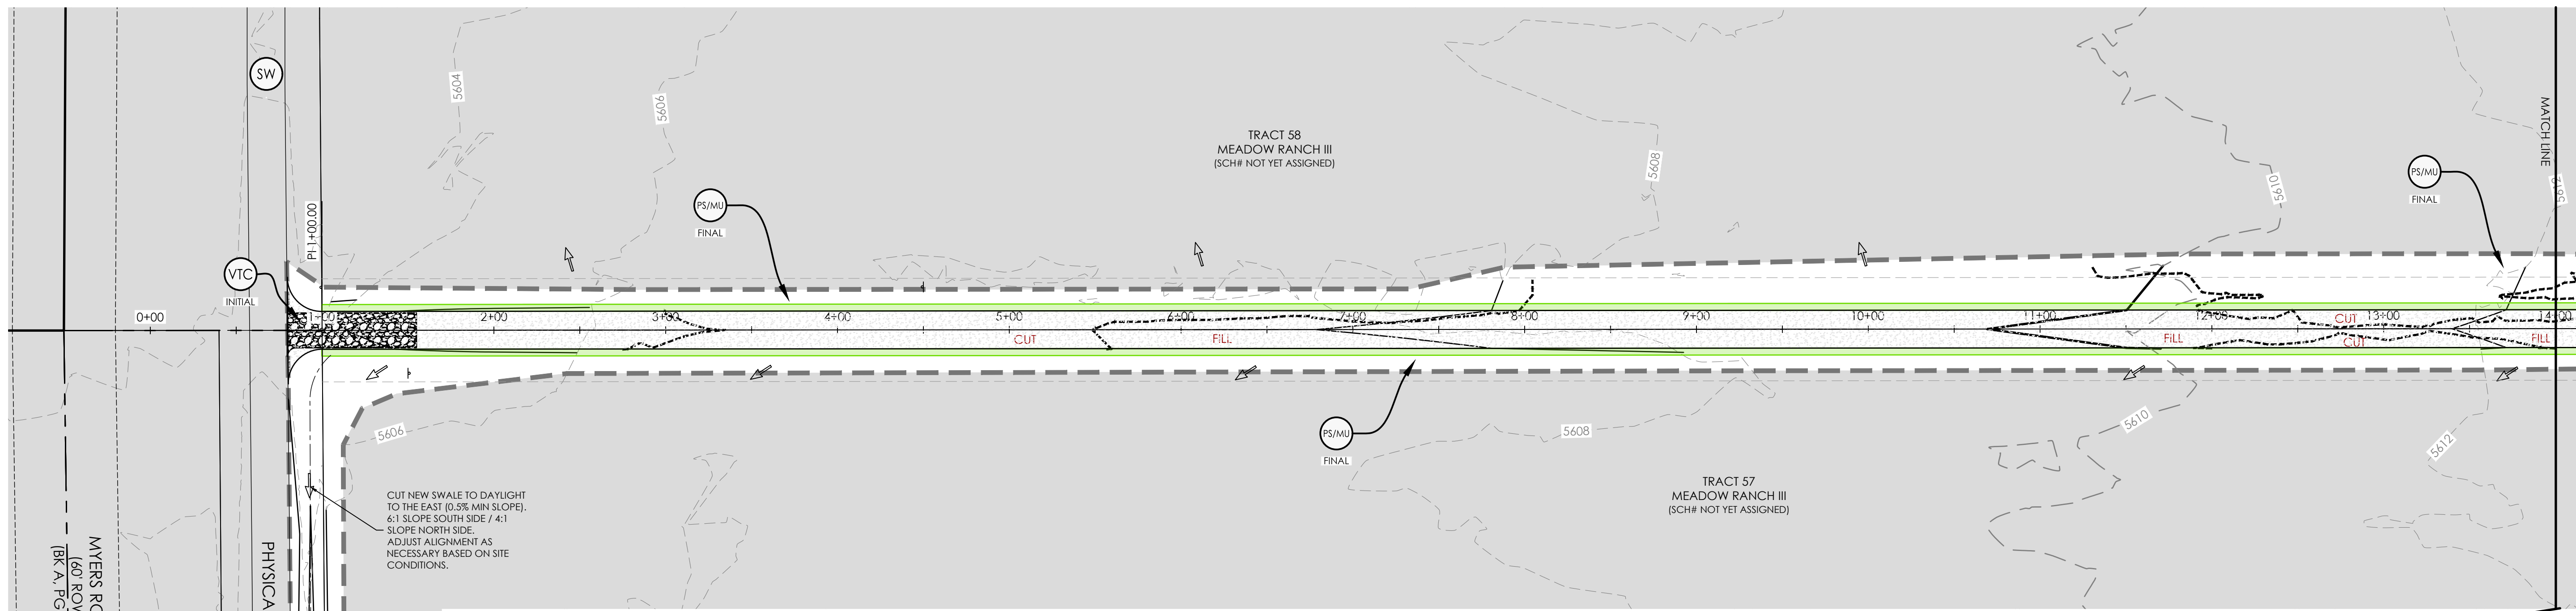 SW
5604
5606
TRACT 58
MEADOW RANCH III
(SCH# NOT YET ASSIGNED)
5608
5610
MATCH LINE
5612
PS/MU
FINAL
PS/MU
FINAL
PI 1+00.00
VTC
INITIAL
0+00
1+00
2+00
3+00
4+00
5+00
6+00
7+00
8+00
9+00
10+00
11+00
12+00
13+00
14+00
CUT
FILL
FILL
CUT
CUT
FILL
PS/MU
FINAL
5606
5608
5610
5612
TRACT 57
MEADOW RANCH III
(SCH# NOT YET ASSIGNED)
CUT NEW SWALE TO DAYLIGHT
TO THE EAST (0.5% MIN SLOPE).
6:1 SLOPE SOUTH SIDE / 4:1
SLOPE NORTH SIDE.
ADJUST ALIGNMENT AS
NECESSARY BASED ON SITE
CONDITIONS.
MYERS RO
(60' ROW
(BK A, PG
PHYSICA